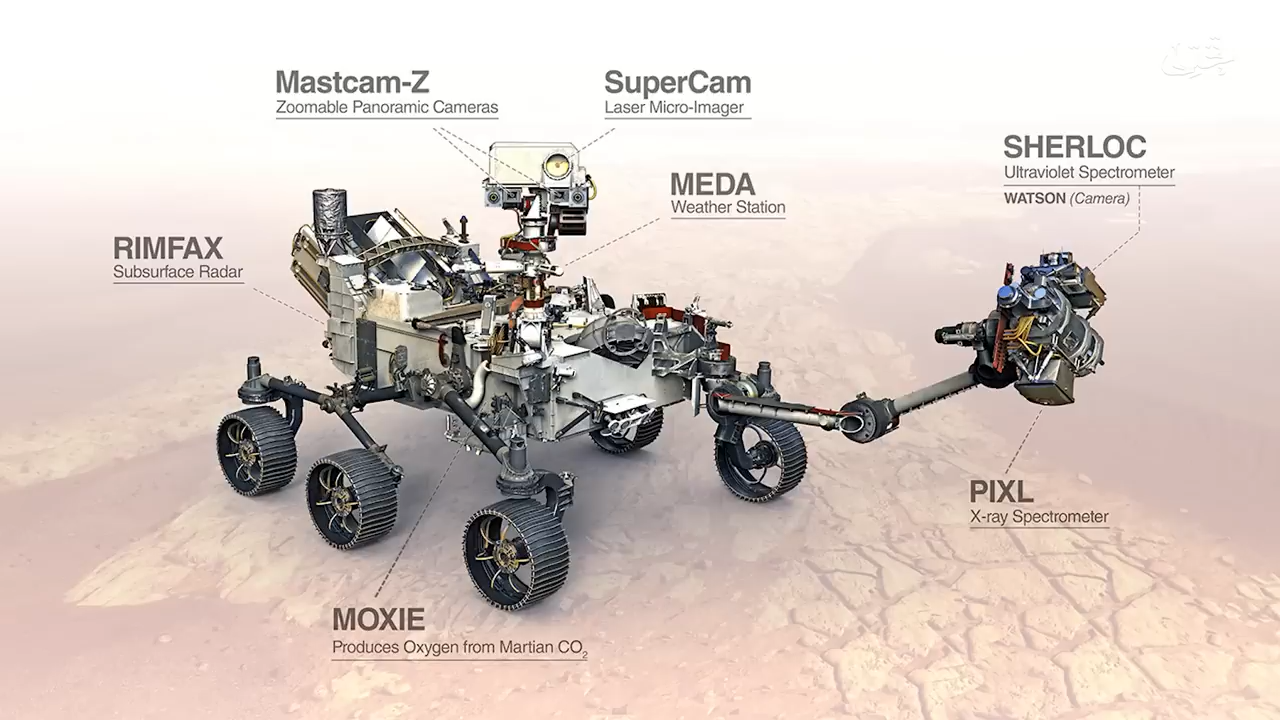 Mastcam-Z
Zoomable Panoramic Cameras
SuperCam
Laser Micro-Imager
SHERLOC
Ultraviolet Spectrometer
WATSON (Camera)
MEDA
Weather Station
RIMFAX
Subsurface Radar
PIXL
X-ray Spectrometer
MOXIE
Produces Oxygen from Martian CO₂